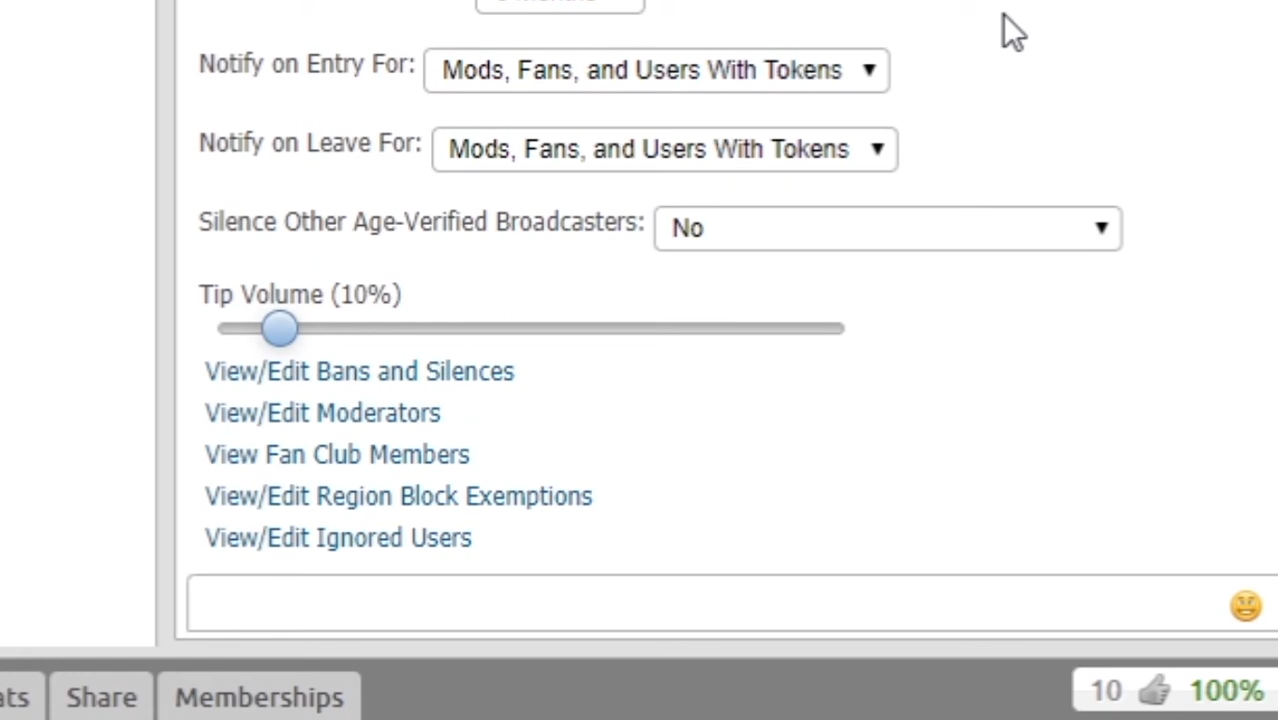 Notify on Entry For: Mods, Fans, and Users With Tokens
Notify on Leave For: Mods, Fans, and Users With Tokens
Silence Other Age-Verified Broadcasters: No
Tip Volume (10%)
View/Edit Bans and Silences
View/Edit Moderators
View Fan Club Members
View/Edit Region Block Exemptions
View/Edit Ignored Users
Share Memberships 10 100%